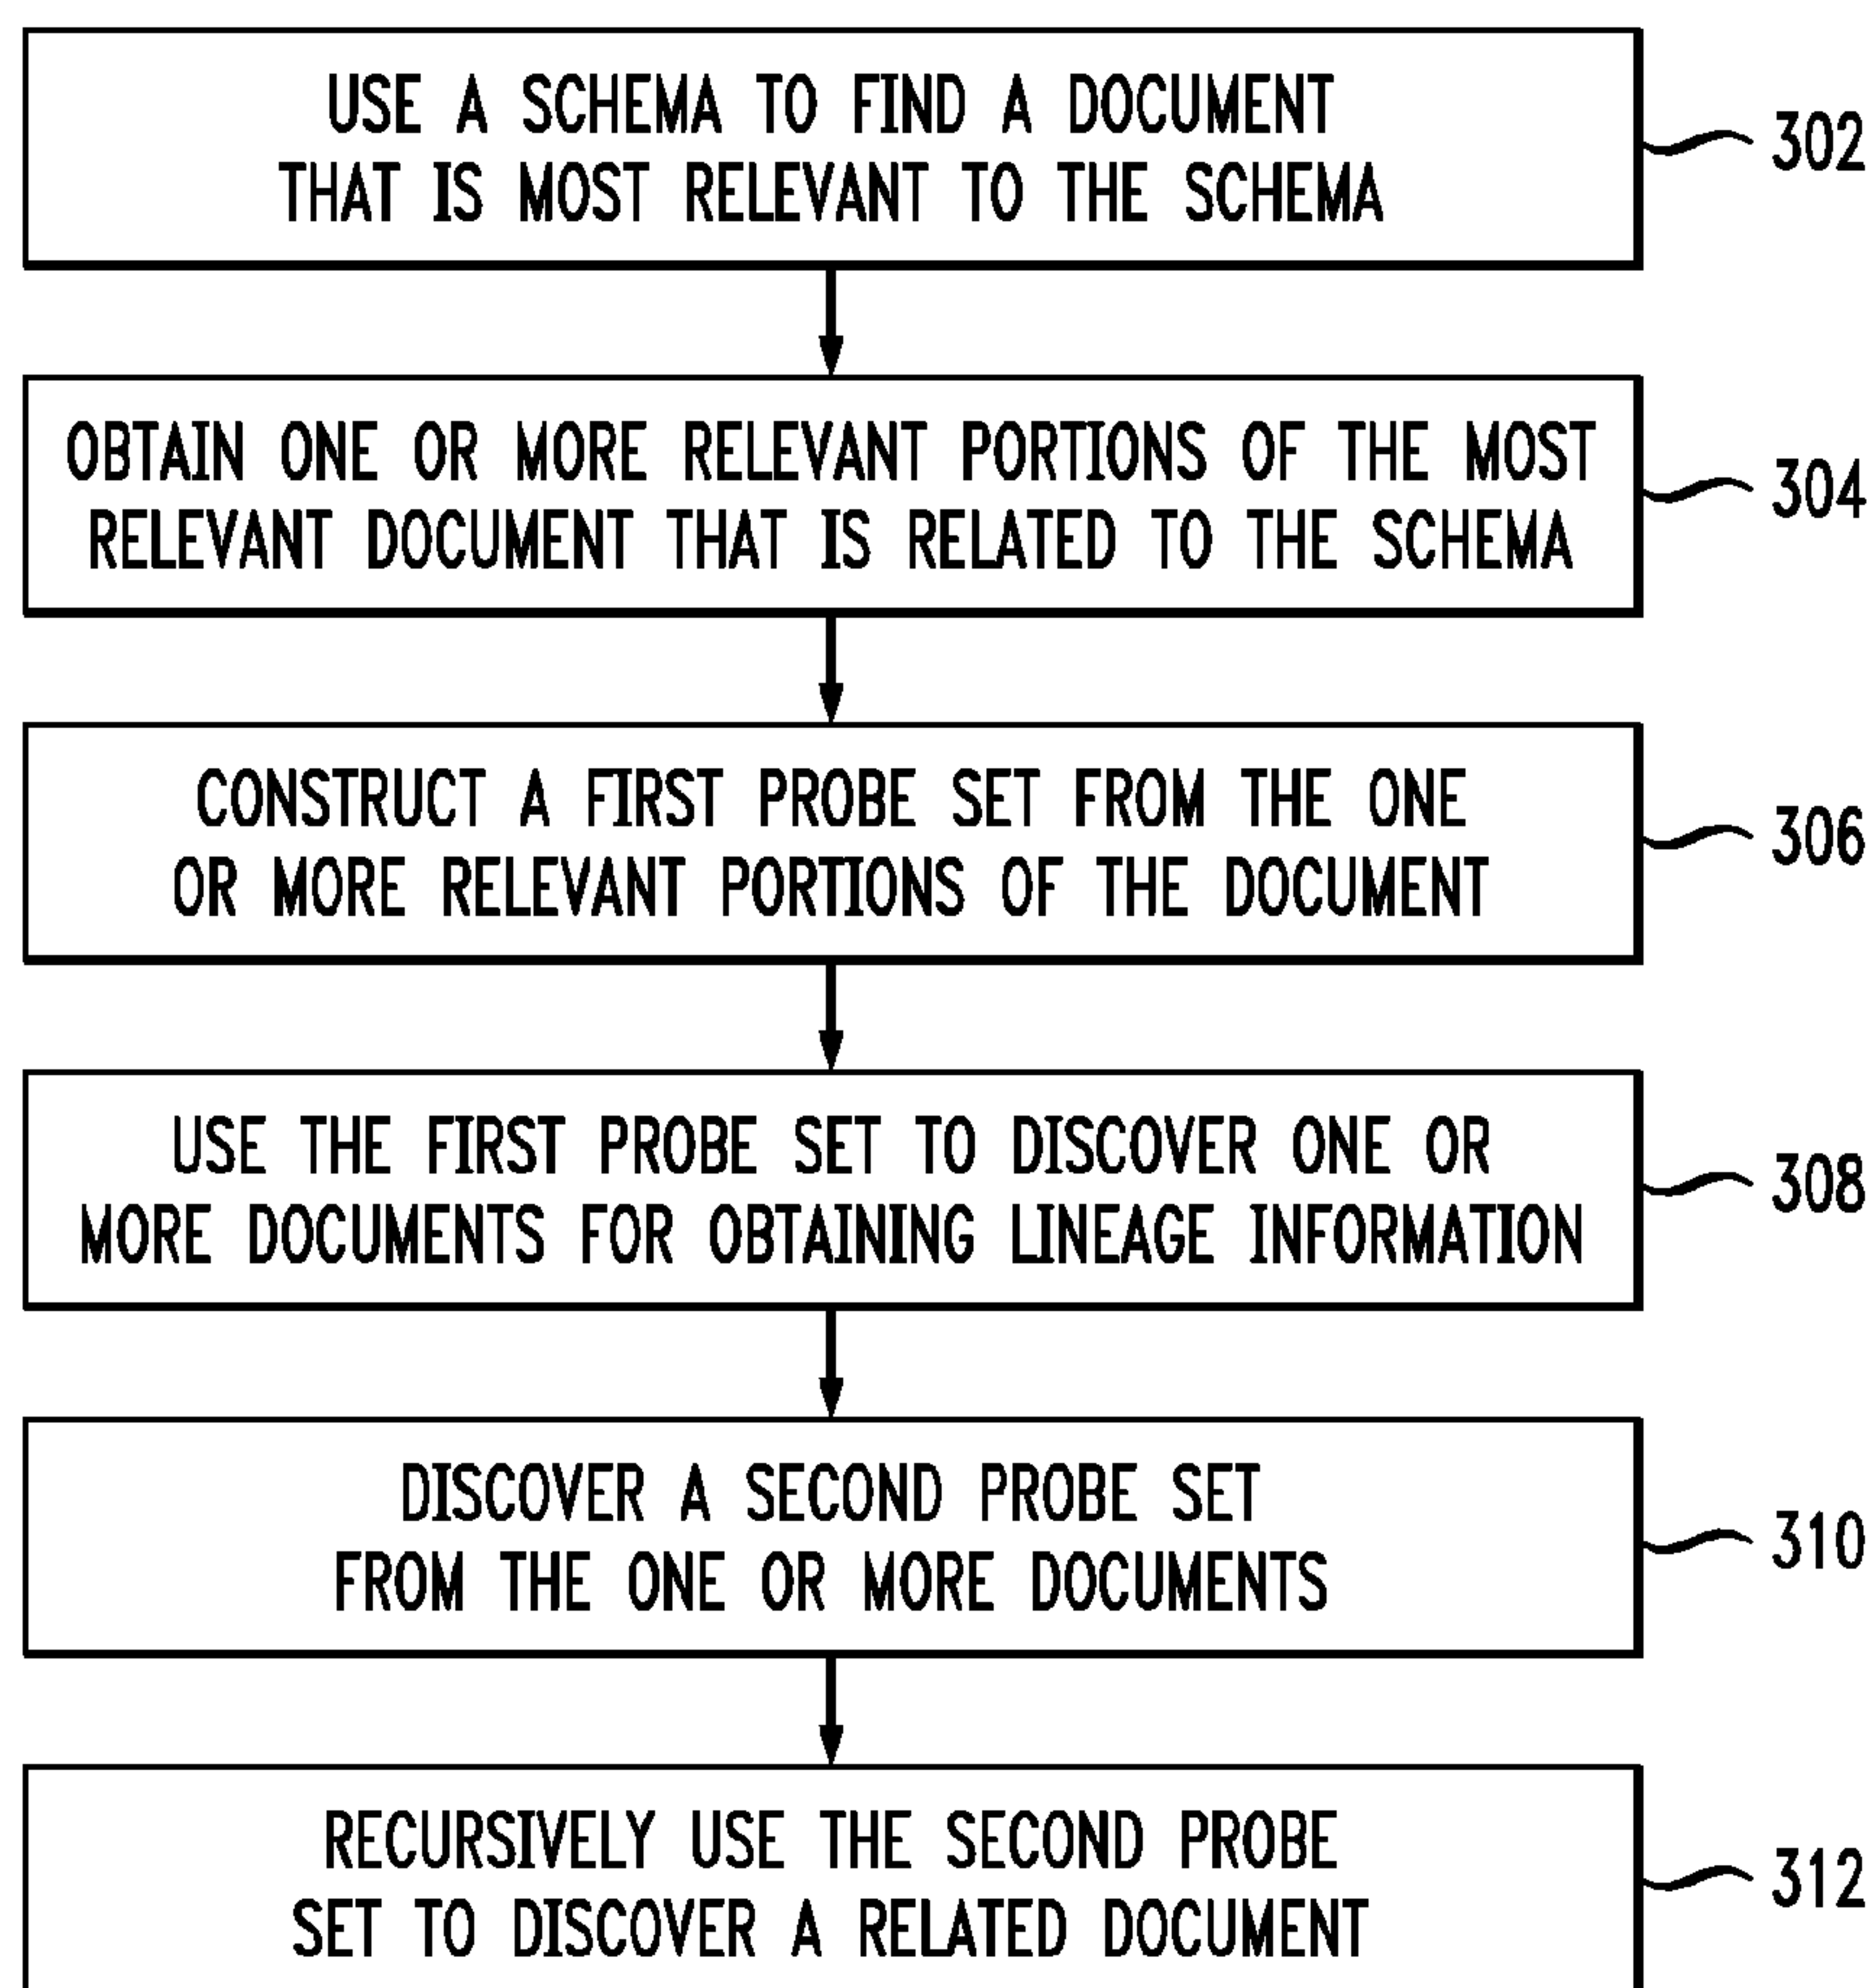 USE A SCHEMA TO FIND A DOCUMENT
THAT IS MOST RELEVANT TO THE SCHEMA
302
OBTAIN ONE OR MORE RELEVANT PORTIONS OF THE MOST
RELEVANT DOCUMENT THAT IS RELATED TO THE SCHEMA
304
CONSTRUCT A FIRST PROBE SET FROM THE ONE
OR MORE RELEVANT PORTIONS OF THE DOCUMENT
306
USE THE FIRST PROBE SET TO DISCOVER ONE OR
MORE DOCUMENTS FOR OBTAINING LINEAGE INFORMATION
308
DISCOVER A SECOND PROBE SET
FROM THE ONE OR MORE DOCUMENTS
310
RECURSIVELY USE THE SECOND PROBE
SET TO DISCOVER A RELATED DOCUMENT
312